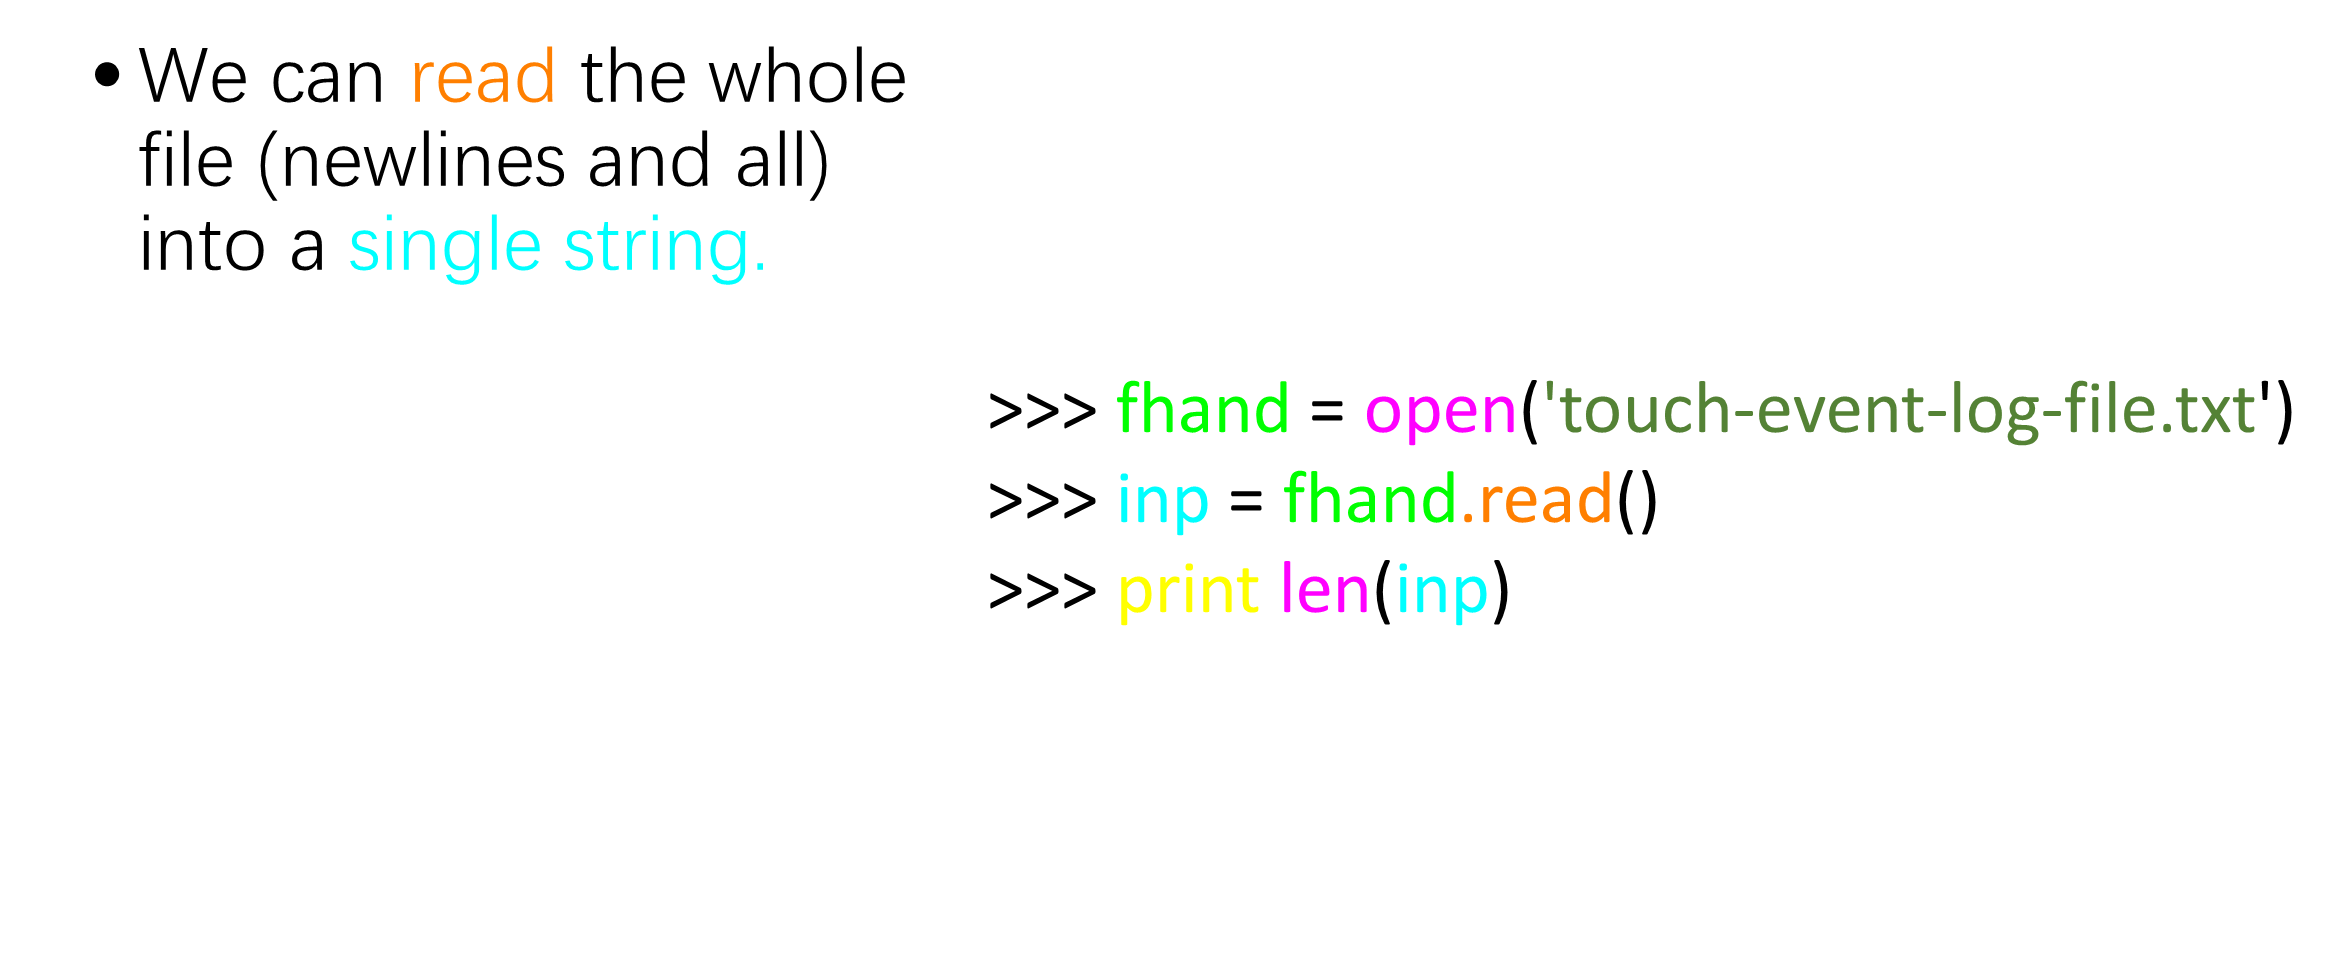 • We can read the whole
file (newlines and all)
into a single string.
>>> fhand = open('touch-event-log-file.txt')
>>> inp = fhand.read()
>>> print len(inp)